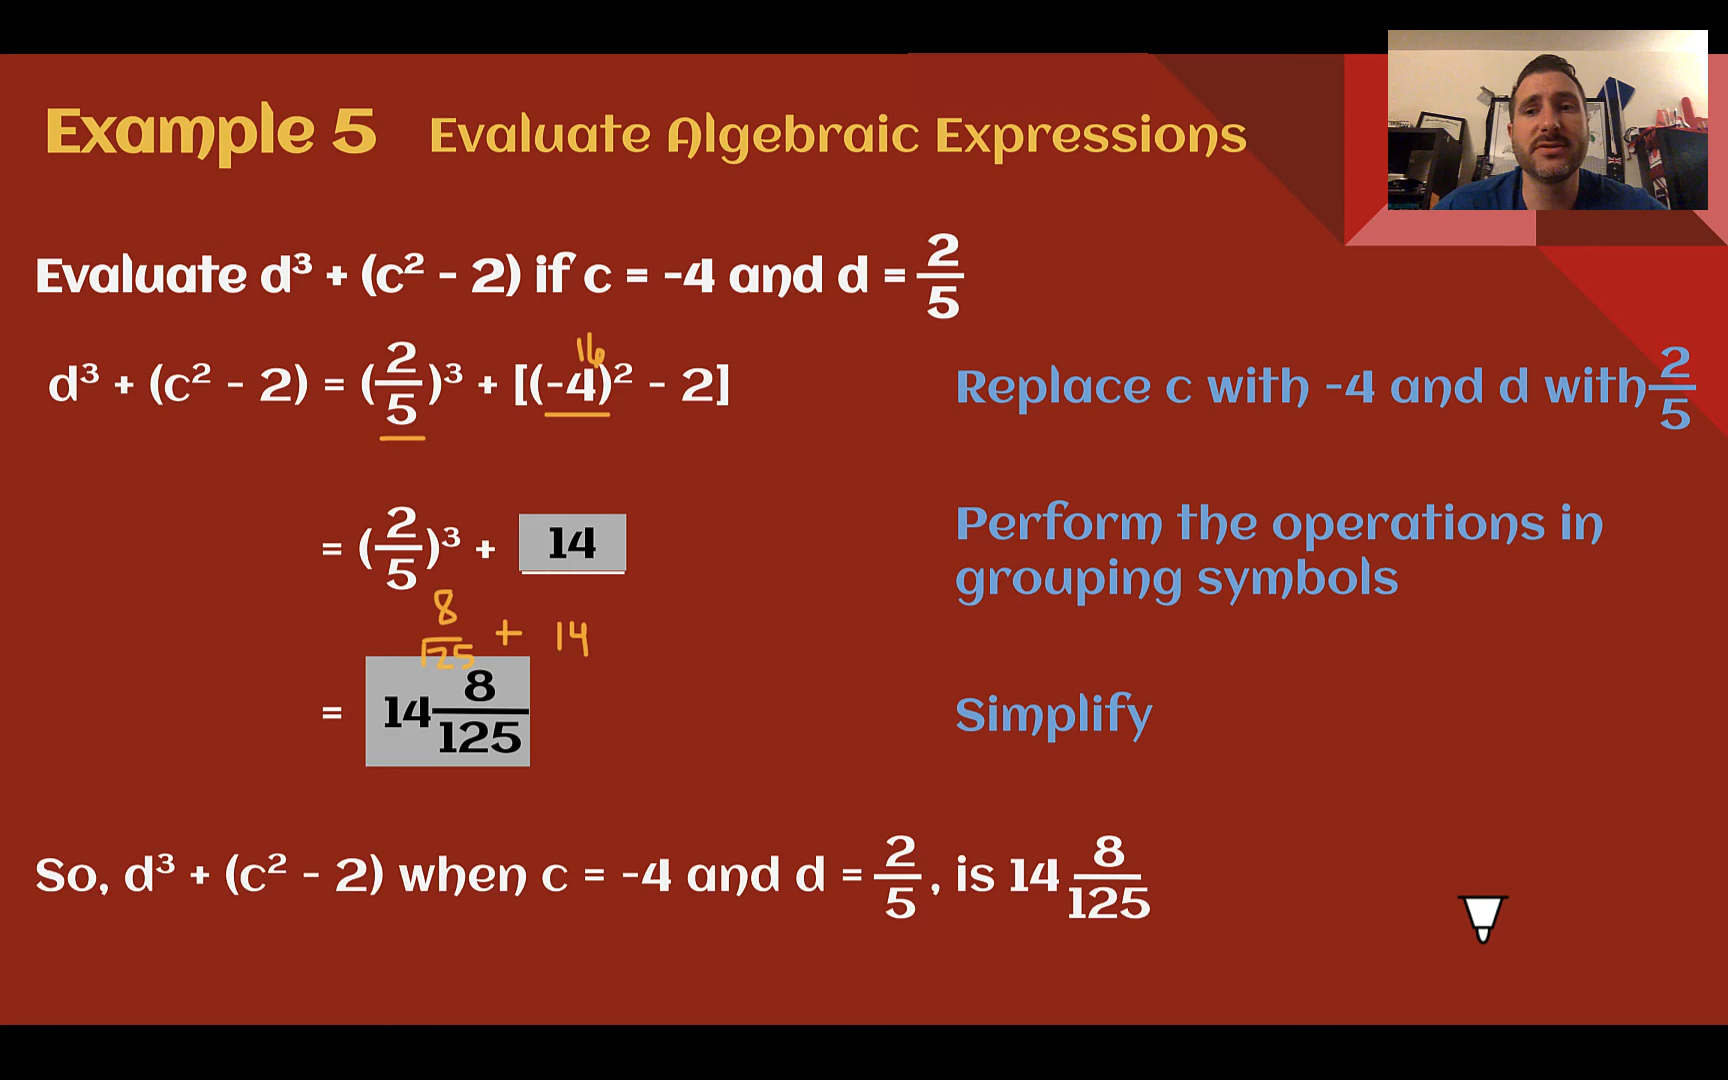 Example 5 Evaluate Algebraic Expressions
Evaluate d³ + (c² - 2) if c = -4 and d = 2/5
16
d³ + (c² - 2) = (2/5)³ + [(-4)² - 2] Replace c with -4 and d with 2/5
= (2/5)³ + 14 Perform the operations in
grouping symbols
8/125 + 14
= 14 8/125 Simplify
So, d³ + (c² - 2) when c = -4 and d = 2/5, is 14 8/125